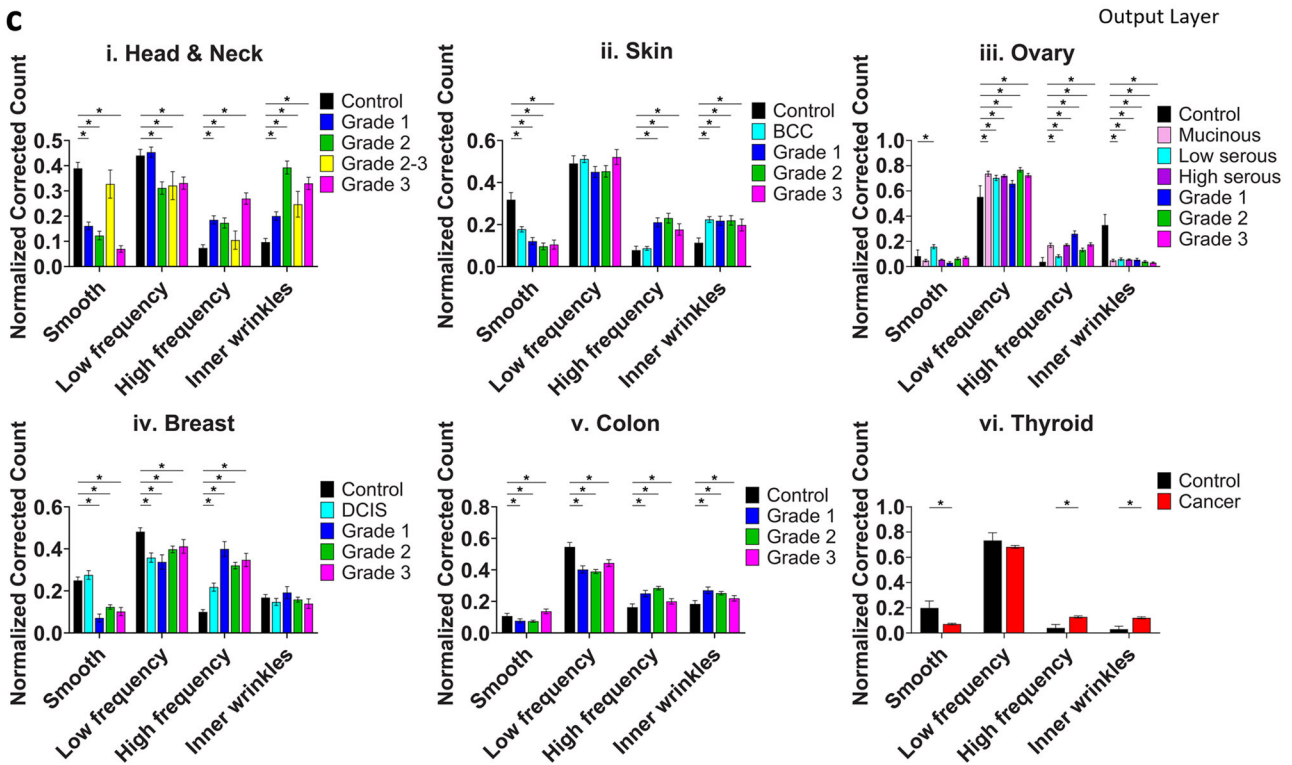 c
Output Layer
i. Head & Neck
Normalized Corrected Count
0.5
0.4
0.3
0.2
0.1
0.0
* * * * * * * * * * *
Control
Grade 1
Grade 2
Grade 2-3
Grade 3
Smooth
Low frequency
High frequency
Inner wrinkles
ii. Skin
Normalized Corrected Count
0.6
0.4
0.2
0.0
* * * * * * * * * * *
Control
BCC
Grade 1
Grade 2
Grade 3
Smooth
Low frequency
High frequency
Inner wrinkles
iii. Ovary
Normalized Corrected Count
1.0
0.8
0.6
0.4
0.2
0.0
* * * * * * * * * * * * * * * * * *
Control
Mucinous
Low serous
High serous
Grade 1
Grade 2
Grade 3
Smooth
Low frequency
High frequency
Inner wrinkles
iv. Breast
Normalized Corrected Count
0.6
0.4
0.2
0.0
* * * * * * * * * * *
Control
DCIS
Grade 1
Grade 2
Grade 3
Smooth
Low frequency
High frequency
Inner wrinkles
v. Colon
Normalized Corrected Count
0.8
0.6
0.4
0.2
0.0
* * * * * * * * * * * *
Control
Grade 1
Grade 2
Grade 3
Smooth
Low frequency
High frequency
Inner wrinkles
vi. Thyroid
Normalized Corrected Count
1.0
0.8
0.6
0.4
0.2
0.0
* * *
Control
Cancer
Smooth
Low frequency
High frequency
Inner wrinkles